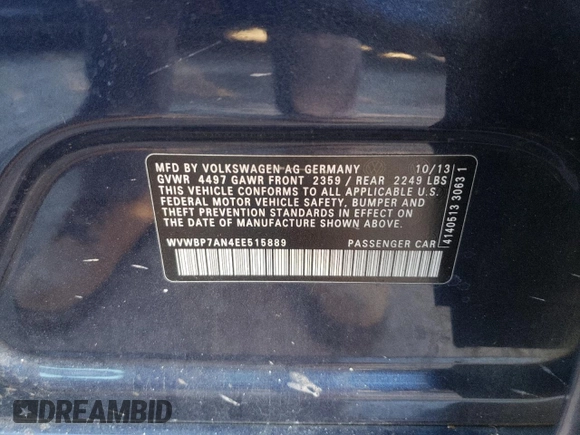 MFD BY VOLKSWAGEN AG GERMANY 10/13
GVWR 4497 GAWR FRONT 2359 / REAR 2249 LBS
THIS VEHICLE CONFORMS TO ALL APPLICABLE U.S.
FEDERAL MOTOR VEHICLE SAFETY, BUMPER AND
THEFT PREVENTION STANDARDS IN EFFECT ON
THE DATE OF MANUFACTURE SHOWN ABOVE.
WVWBP7AN4EE515889 PASSENGER CAR
4140513 3063 1
DREAMBID